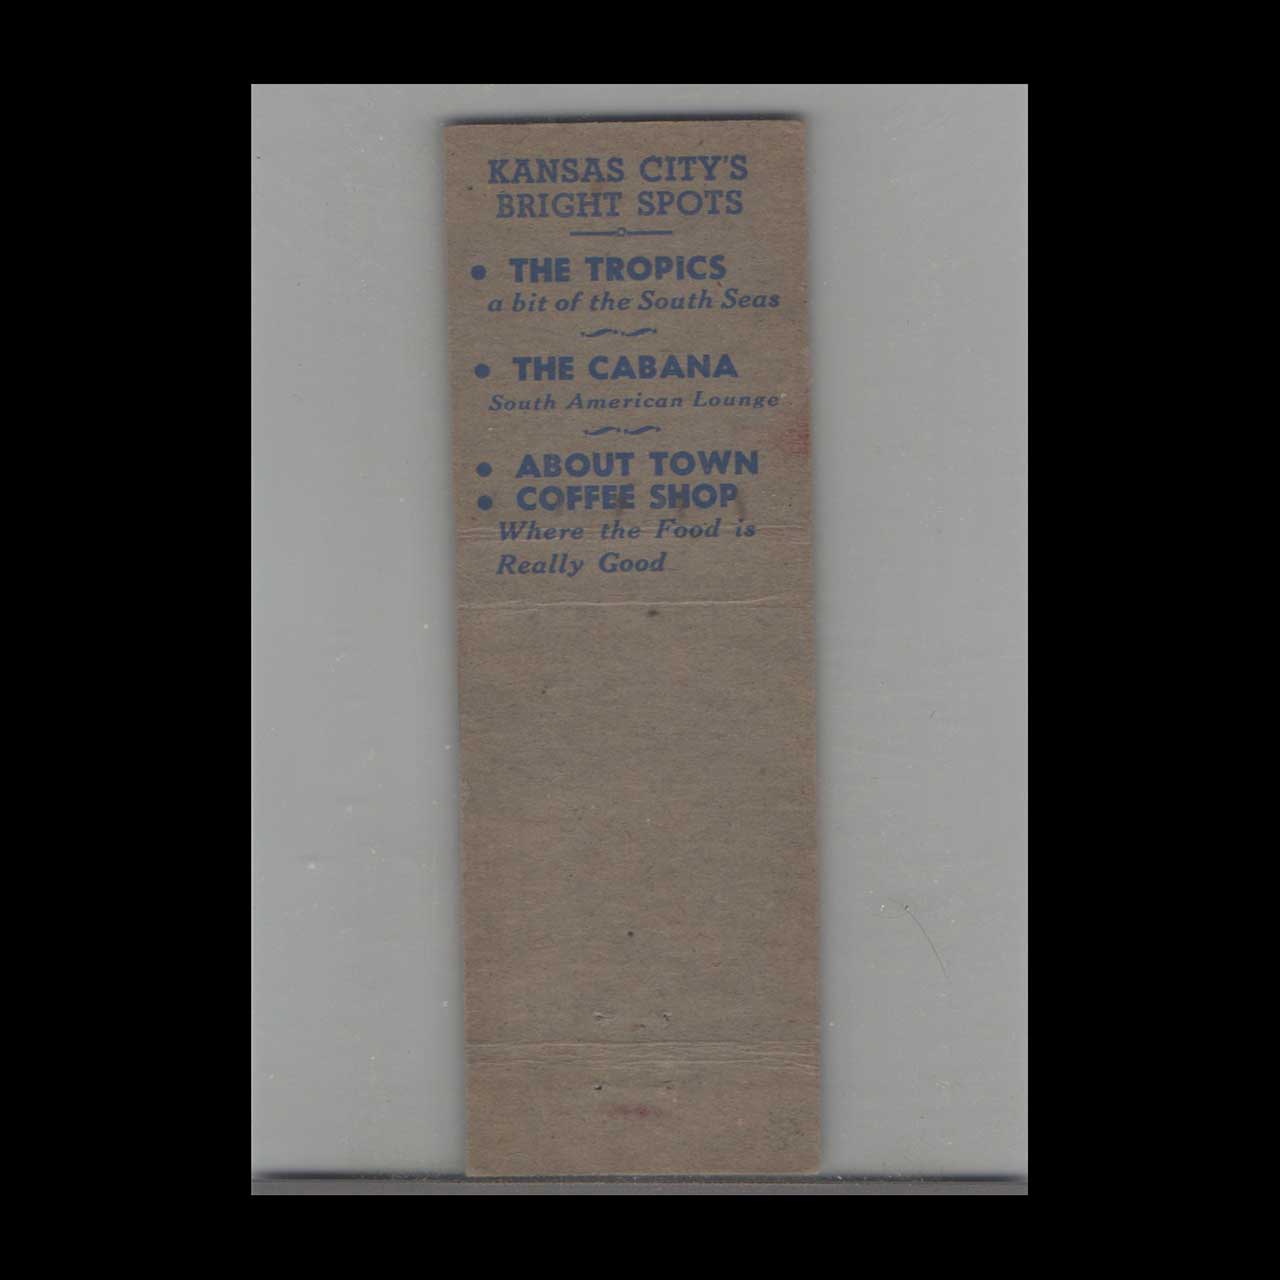 KANSAS CITY'S
BRIGHT SPOTS
• THE TROPICS
a bit of the South Seas
• THE CABANA
South American Lounge
• ABOUT TOWN
• COFFEE SHOP
Where the Food is
Really Good